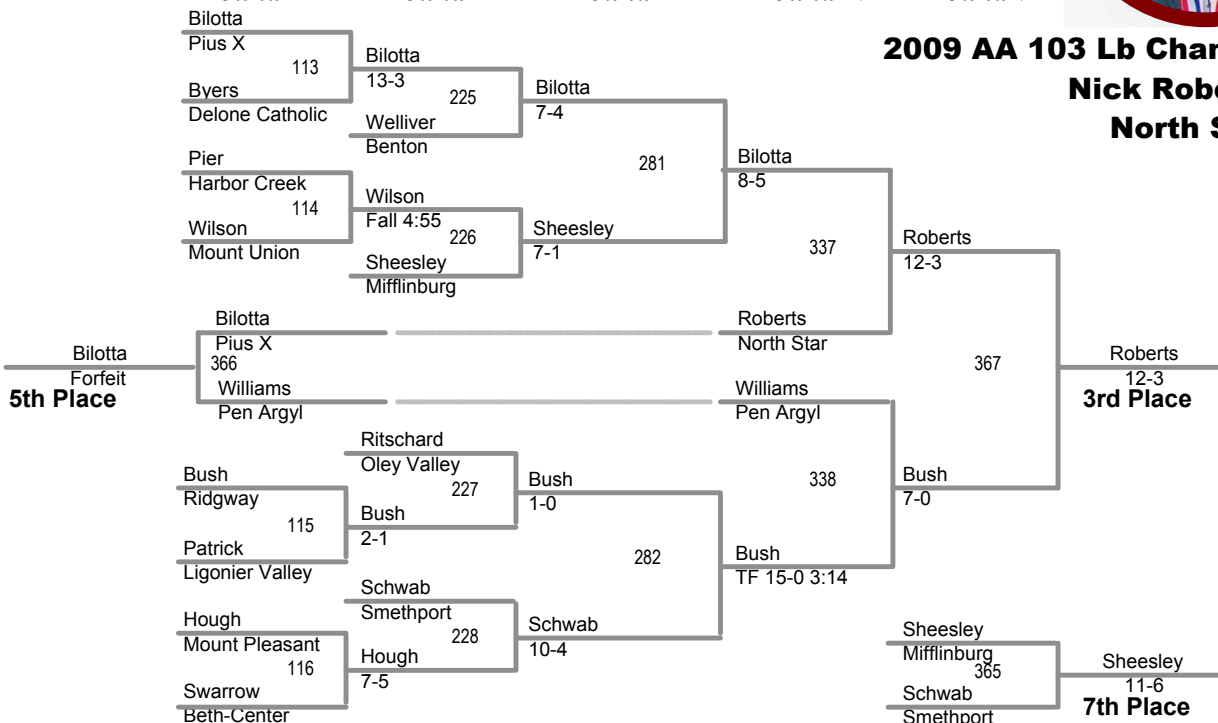 2009 AA 103 Lb Cham
Nick Robe
North S
Bilotta
Pius X
113
Byers
Delone Catholic
Bilotta
13-3
225
Welliver
Benton
Bilotta
7-4
Pier
Harbor Creek
114
Wilson
Mount Union
Wilson
Fall 4:55
226
Sheesley
Mifflinburg
Sheesley
7-1
281
Bilotta
8-5
337
Roberts
North Star
Roberts
12-3
Bilotta
Pius X
366
Williams
Pen Argyl
Bilotta
Forfeit
5th Place
Williams
Pen Argyl
367
Roberts
12-3
3rd Place
Ritschard
Oley Valley
227
Bush
Ridgway
115
Patrick
Ligonier Valley
Bush
2-1
Bush
1-0
338
Bush
7-0
282
Bush
TF 15-0 3:14
Schwab
Smethport
228
Hough
Mount Pleasant
116
Swarrow
Beth-Center
Hough
7-5
Schwab
10-4
Sheesley
Mifflinburg
365
Schwab
Smethport
Sheesley
11-6
7th Place